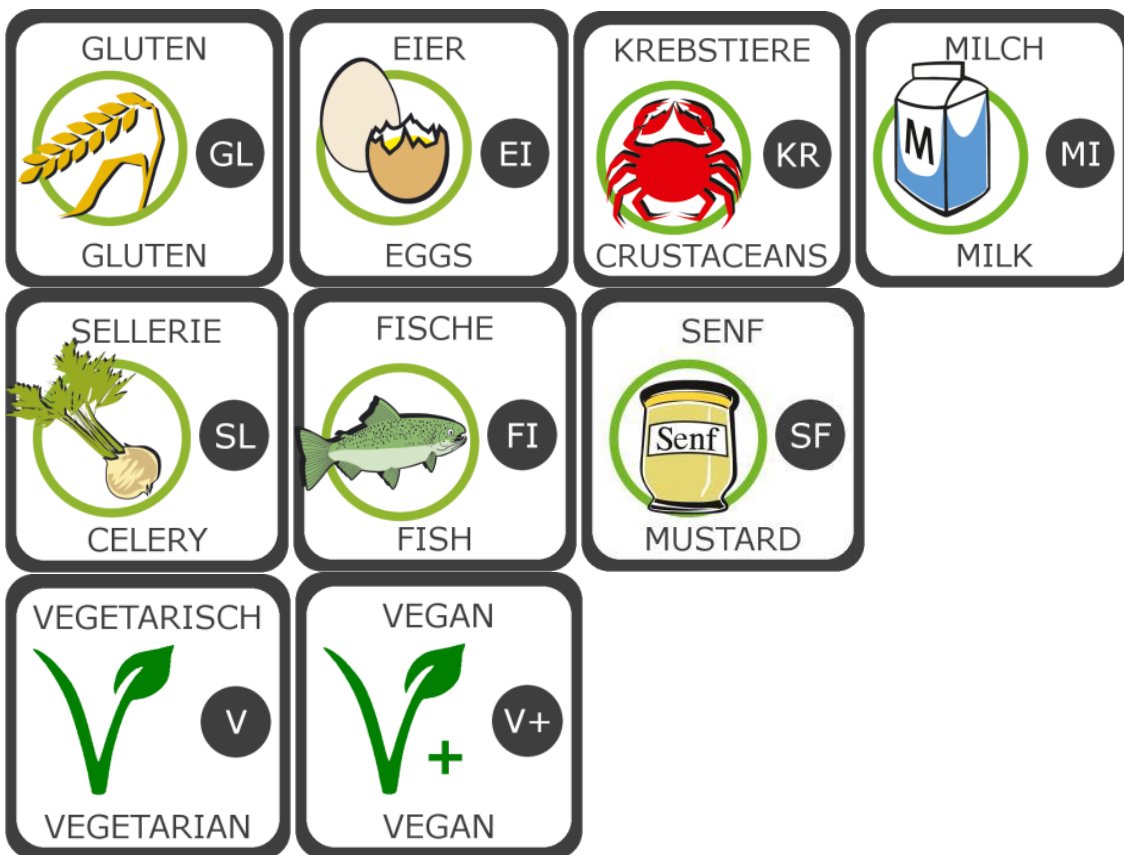 GLUTEN
GL
GLUTEN
EIER
EI
EGGS
KREBSTIERE
KR
CRUSTACEANS
MILCH
M
MI
MILK
SELLERIE
SL
CELERY
FISCHE
FI
FISH
SENF
Senf
SF
MUSTARD
VEGETARISCH
V
VEGETARIAN
VEGAN
+
V+
VEGAN